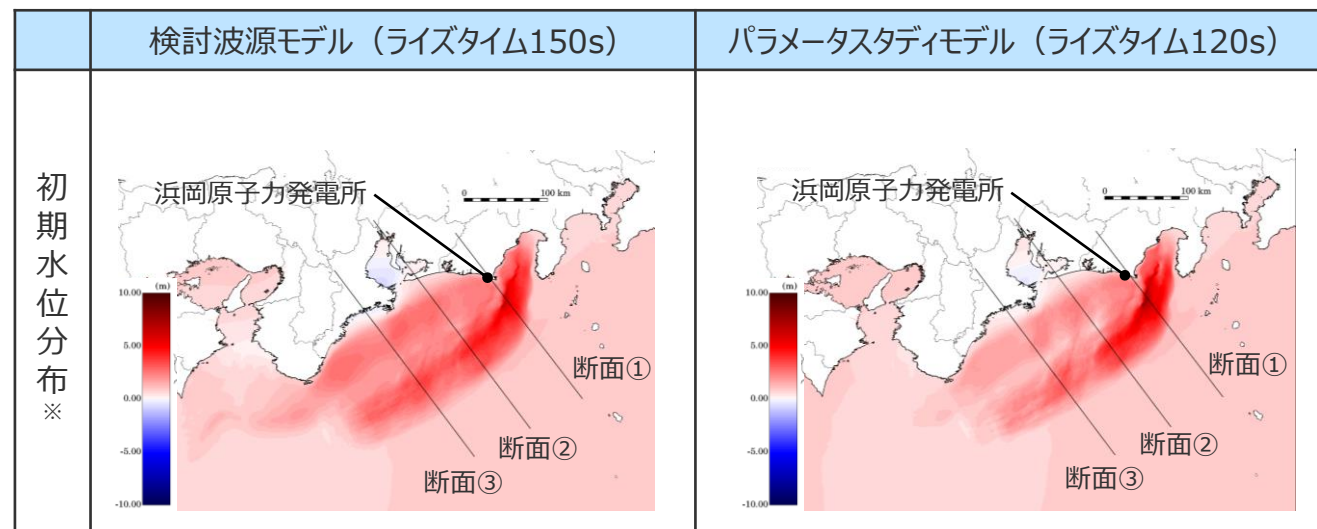 検討波源モデル（ライズタイム150s）
パラメータスタディモデル（ライズタイム120s）
初期水位分布※
浜岡原子力発電所
0
100 km
(m)
10.00
5.00
0.00
-5.00
-10.00
断面①
断面②
断面③
浜岡原子力発電所
0
100 km
(m)
10.00
5.00
0.00
-5.00
-10.00
断面①
断面②
断面③